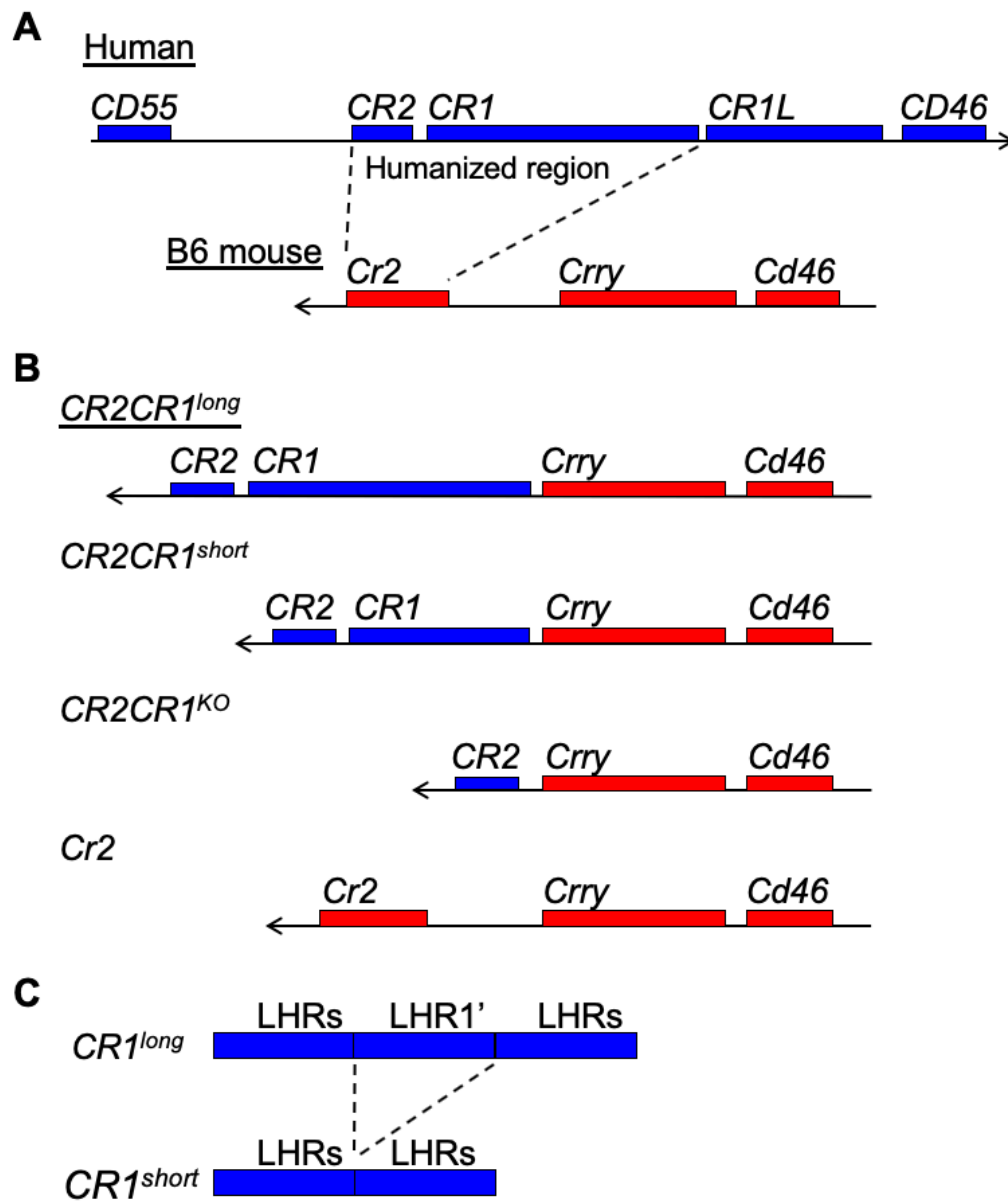 A
Human
CD55 CR2 CR1 CR1L CD46
Humanized region
B6 mouse
Cr2 Crry Cd46
B
CR2CR1long
CR2 CR1 Crry Cd46
CR2CR1short
CR2 CR1 Crry Cd46
CR2CR1KO
CR2 Crry Cd46
Cr2
Cr2 Crry Cd46
C
LHRs LHR1’ LHRs
CR1long
LHRs LHRs
CR1short